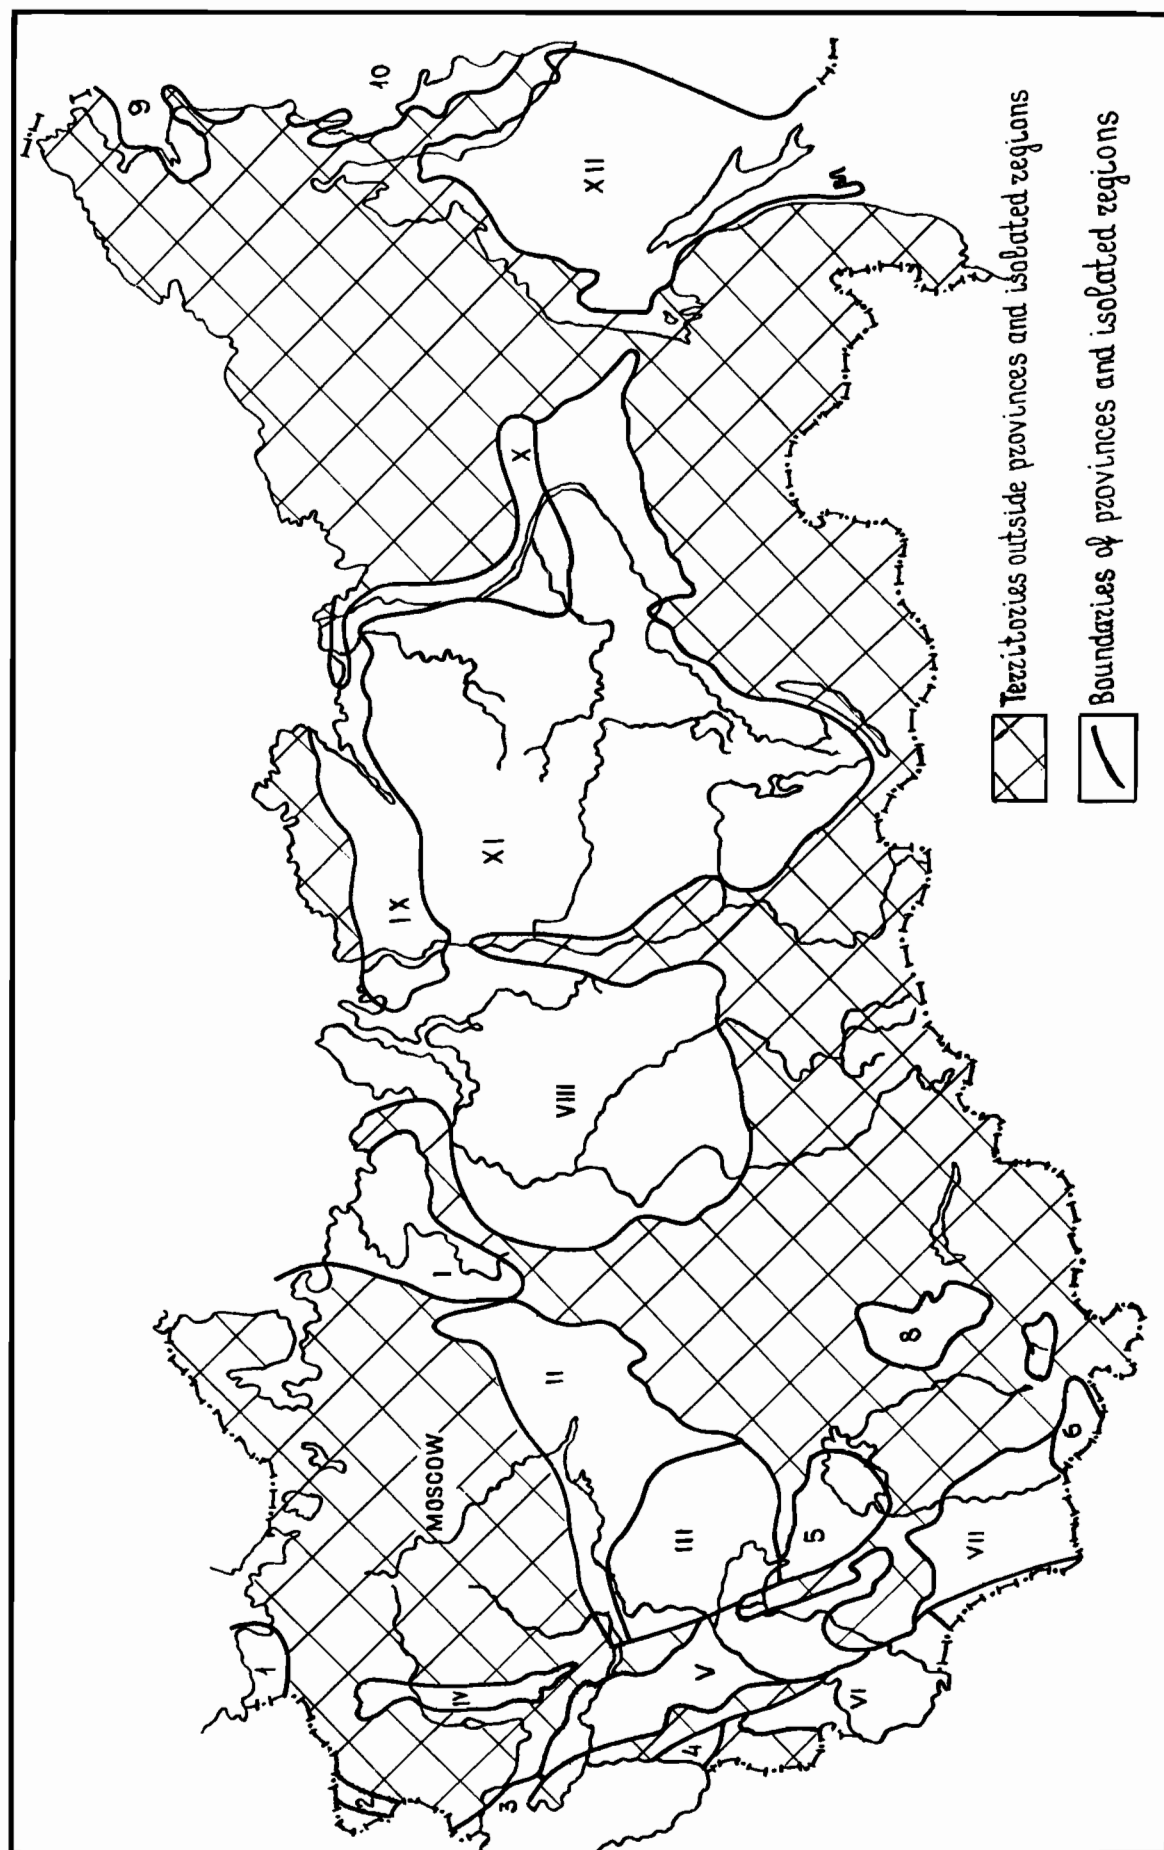 9
1
2
10
IX
MOSCOW
I
IV
XI
3
X
II
VIII
XII
III
4
V
5
VI
8
VII
7
6
Territories outside provinces and isolated regions
Boundaries of provinces and isolated regions